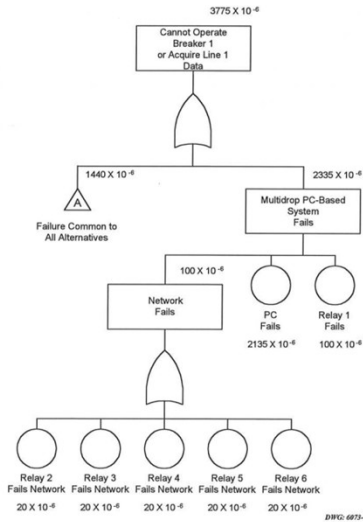 3775 X 10⁻⁶
Cannot Operate
Breaker 1
or Acquire Line 1
Data
1440 X 10⁻⁶
2335 X 10⁻⁶
A
Failure Common to
All Alternatives
Multidrop PC-Based
System
Fails
100 X 10⁻⁶
Network
Fails
PC
Fails
Relay 1
Fails
2135 X 10⁻⁶
100 X 10⁻⁶
Relay 2
Fails Network
Relay 3
Fails Network
Relay 4
Fails Network
Relay 5
Fails Network
Relay 6
Fails Network
20 X 10⁻⁶
20 X 10⁻⁶
20 X 10⁻⁶
20 X 10⁻⁶
20 X 10⁻⁶
DWG: 6075-